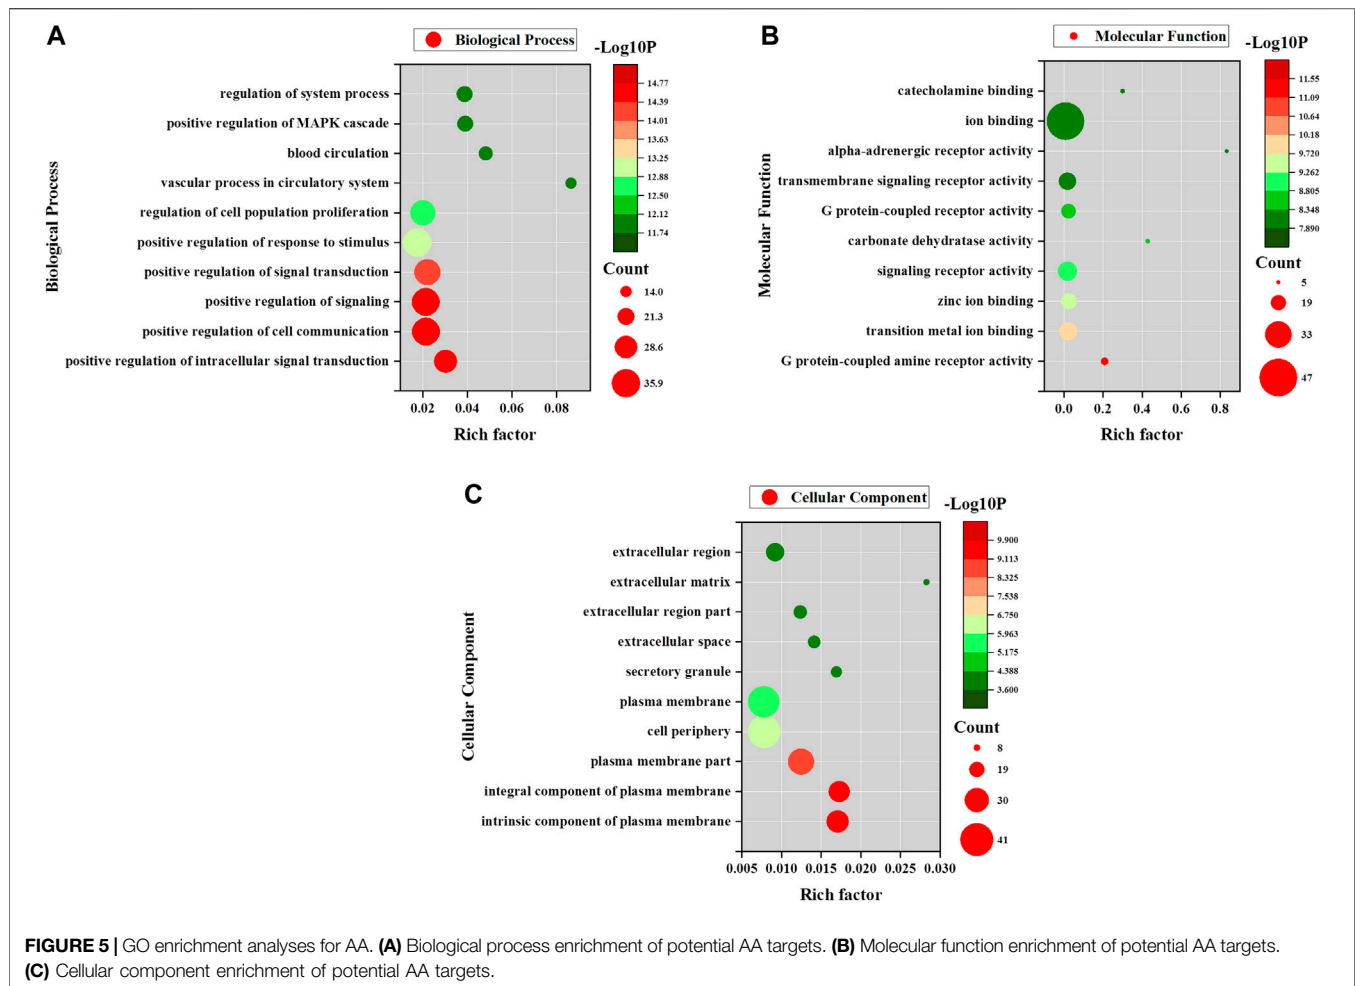 A
Biological Process
-Log10P
Biological Process
regulation of system process
positive regulation of MAPK cascade
blood circulation
vascular process in circulatory system
regulation of cell population proliferation
positive regulation of response to stimulus
positive regulation of signal transduction
positive regulation of signaling
positive regulation of cell communication
positive regulation of intracellular signal transduction
0.02 0.04 0.06 0.08
Rich factor
14.77
14.39
14.01
13.63
13.25
12.88
12.50
12.12
11.74
Count
14.0
21.3
28.6
35.9
B
Molecular Function
-Log10P
Molecular Function
catecholamine binding
ion binding
alpha-adrenergic receptor activity
transmembrane signaling receptor activity
G protein-coupled receptor activity
carbonate dehydratase activity
signaling receptor activity
zinc ion binding
transition metal ion binding
G protein-coupled amine receptor activity
0.0 0.2 0.4 0.6 0.8
Rich factor
11.55
11.09
10.64
10.18
9.720
9.262
8.805
8.348
7.890
Count
5
19
33
47
C
Cellular Component
-Log10P
Cellular Component
extracellular region
extracellular matrix
extracellular region part
extracellular space
secretory granule
plasma membrane
cell periphery
plasma membrane part
integral component of plasma membrane
intrinsic component of plasma membrane
0.005 0.010 0.015 0.020 0.025 0.030
Rich factor
9.900
9.113
8.325
7.538
6.750
5.963
5.175
4.388
3.600
Count
8
19
30
41
FIGURE 5 | GO enrichment analyses for AA. (A) Biological process enrichment of potential AA targets. (B) Molecular function enrichment of potential AA targets.
(C) Cellular component enrichment of potential AA targets.